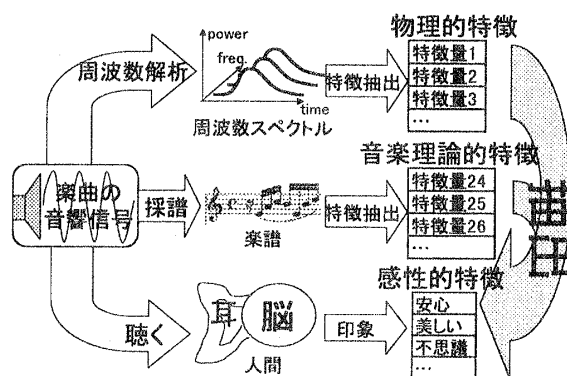 物理的特徴
power
freq.
time
周波数解析
周波数スペクトル
特徴抽出
特徴量1
特徴量2
特徴量3
…
楽曲の
音響信号
採譜
楽譜
特徴抽出
音楽理論的特徴
特徴量24
特徴量25
特徴量26
…
聴く
耳
脳
人間
印象
感性的特徴
安心
美しい
不思議
…